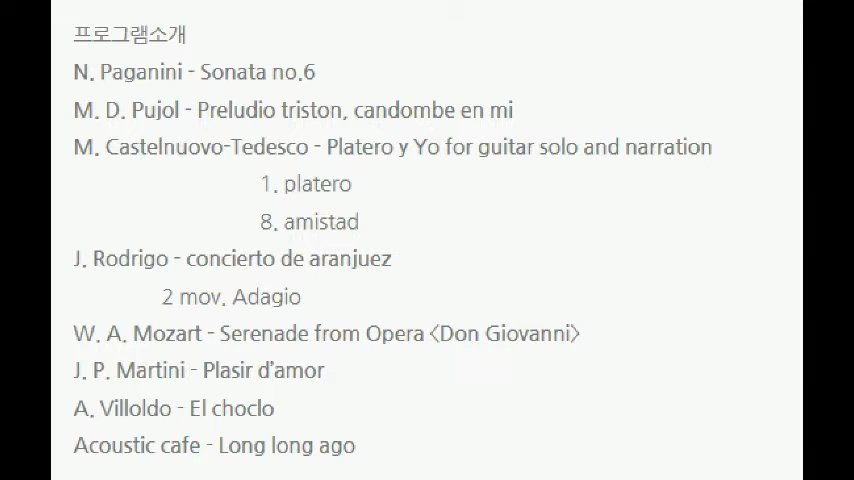 프로그램소개
N. Paganini - Sonata no.6
M. D. Pujol - Preludio triston, candombe en mi
M. Castelnuovo-Tedesco - Platero y Yo for guitar solo and narration
1. platero
8. amistad
J. Rodrigo - concierto de aranjuez
2 mov. Adagio
W. A. Mozart - Serenade from Opera <Don Giovanni>
J. P. Martini - Plasir d'amor
A. Villoldo - El choclo
Acoustic cafe - Long long ago